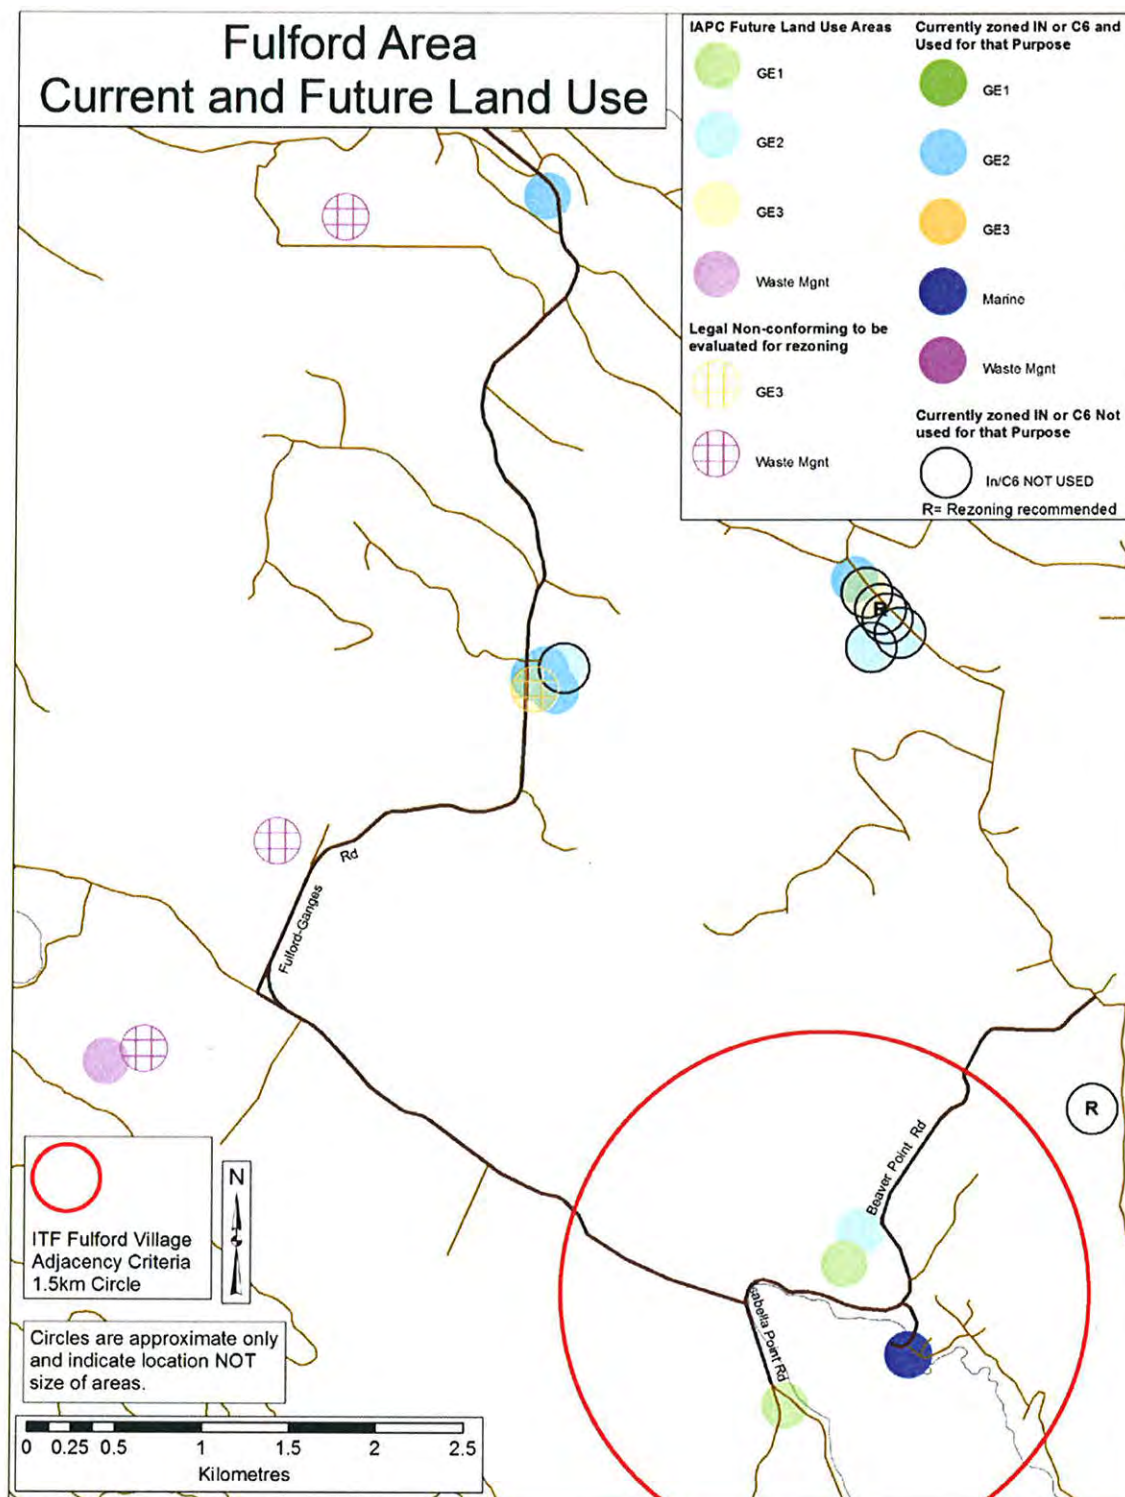 Fulford Area
Current and Future Land Use
IAPC Future Land Use Areas
GE1
GE2
GE3
Waste Mgnt
Legal Non-conforming to be
evaluated for rezoning
GE3
Waste Mgnt
Currently zoned IN or C6 and
Used for that Purpose
GE1
GE2
GE3
Marine
Waste Mgnt
Currently zoned IN or C6 Not
used for that Purpose
In/C6 NOT USED
R= Rezoning recommended
R
Rd
Fulford-Ganges
R
Beaver Point Rd
sabella Point Rd
ITF Fulford Village
Adjacency Criteria
1.5km Circle
N
Circles are approximate only
and indicate location NOT
size of areas.
0 0.25 0.5 1 1.5 2 2.5
Kilometres